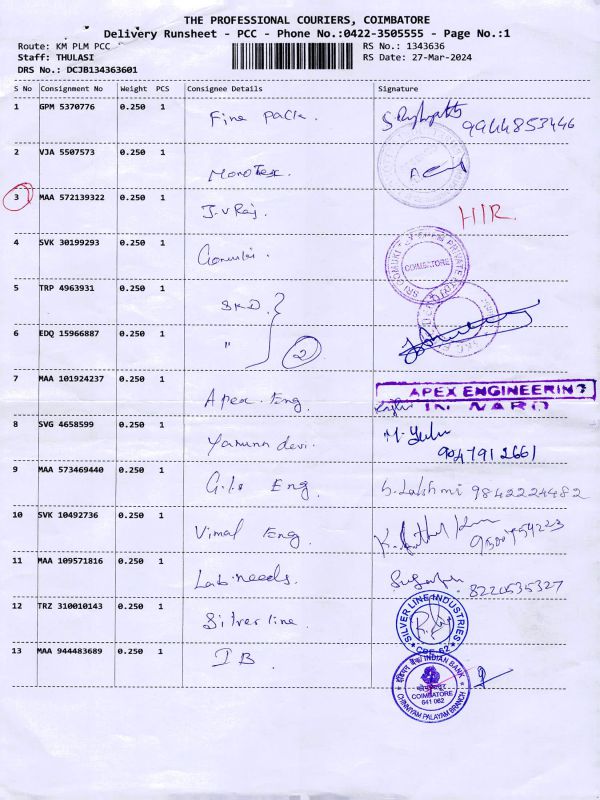 THE PROFESSIONAL COURIERS, COIMBATORE
Delivery Runsheet - PCC - Phone No.:0422-3505555 - Page No.:1
Route: KM PLM PCC
RS No.: 1343636
Staff: THULASI
RS Date: 27-Mar-2024
DRS No.: DCJB134363601
S No Consignment No Weight PCS Consignee Details Signature
1 GPM 5370776 0.250 1 Fine Pack. 9944853446
2 VJA 5507573 0.250 1 Monotex.
3 MAA 572139322 0.250 1 J.V Raj. HIR.
4 SVK 30199293 0.250 1 COIMBATORE
5 TRP 4963931 0.250 1 SKD.
6 EDQ 15966887 0.250 1 " 2
7 MAA 101924237 0.250 1 Apex. Eng. APEX ENGINEERING
8 SVG 4658599 0.250 1 Yamuna devi. 9047912661
9 MAA 573469440 0.250 1 Eng. b. Lakshmi 9842224482
10 SVK 10492736 0.250 1 Vimal Eng.
11 MAA 109571816 0.250 1 Lab-needs. 8220535327
12 TRZ 310010143 0.250 1 Silverline. SILVER LINE INDUSTRIES
13 MAA 944483689 0.250 1 IB
INDIAN BANK
COIMBATORE
641 062
CHINNIYAM PALAYAM BRANCH